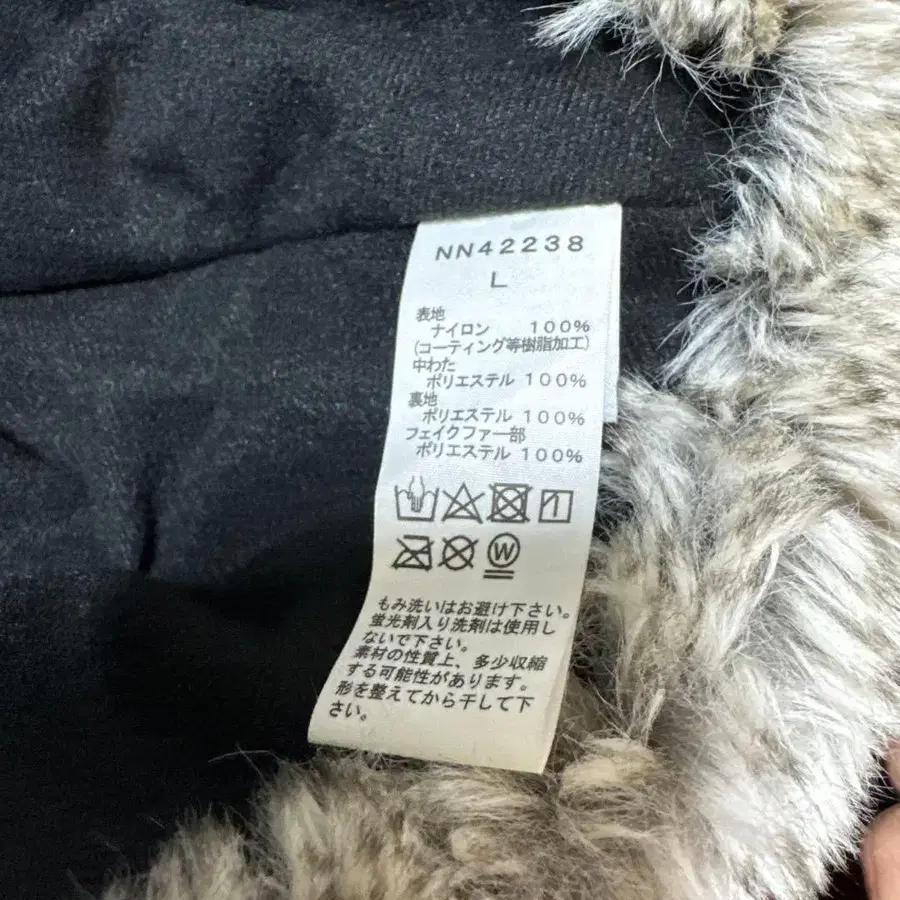 NN42238
L
表地
ナイロン 100%
(コーティング等樹脂加工)
中わた
ポリエステル 100%
裏地
ポリエステル 100%
フェイクファー部
ポリエステル 100%
W
もみ洗いはお避け下さい。
蛍光剤入り洗剤は使用し
ないで下さい。
素材の性質上、多少収縮
する可能性があります。
形を整えてから干して下
さい。